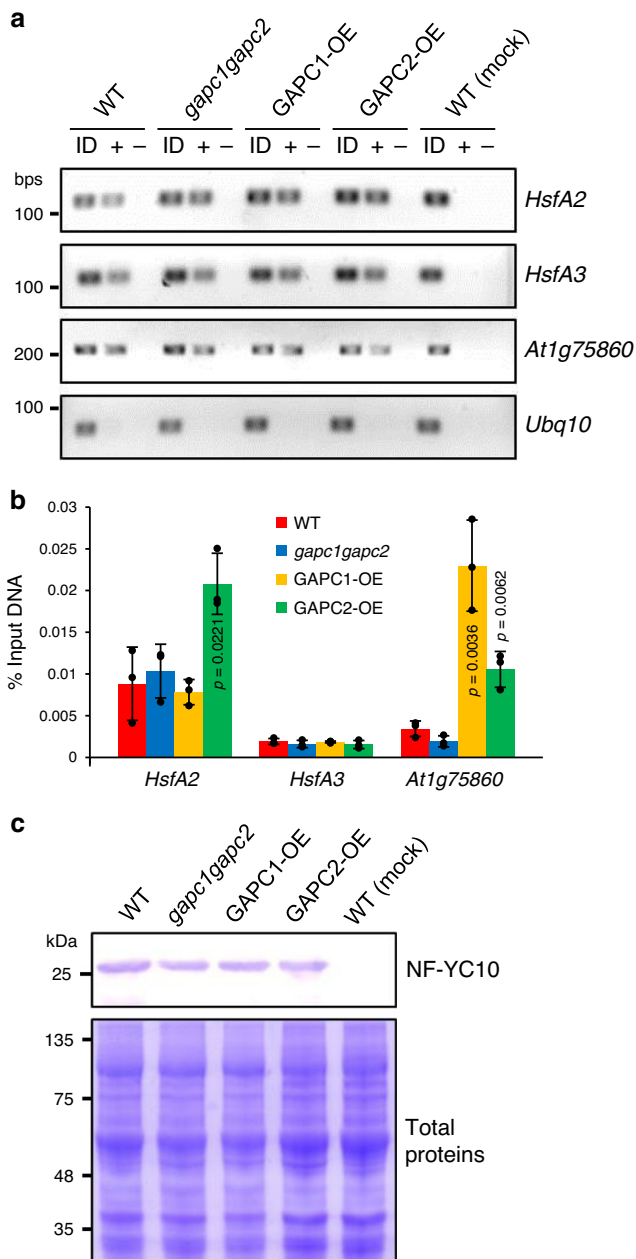 a
WT
gapc1gapc2
GAPC1-OE
GAPC2-OE
WT (mock)
ID + – ID + – ID + – ID + – ID + –
bps
100
HsfA2
100
HsfA3
200
At1g75860
100
Ubq10
b
% Input DNA
0.03
0.025
0.02
0.015
0.01
0.005
0
WT
gapc1gapc2
GAPC1-OE
GAPC2-OE
p = 0.0221
p = 0.0036
p = 0.0062
HsfA2
HsfA3
At1g75860
c
WT
gapc1gapc2
GAPC1-OE
GAPC2-OE
WT (mock)
kDa
25
NF-YC10
135
75
48
35
Total
proteins